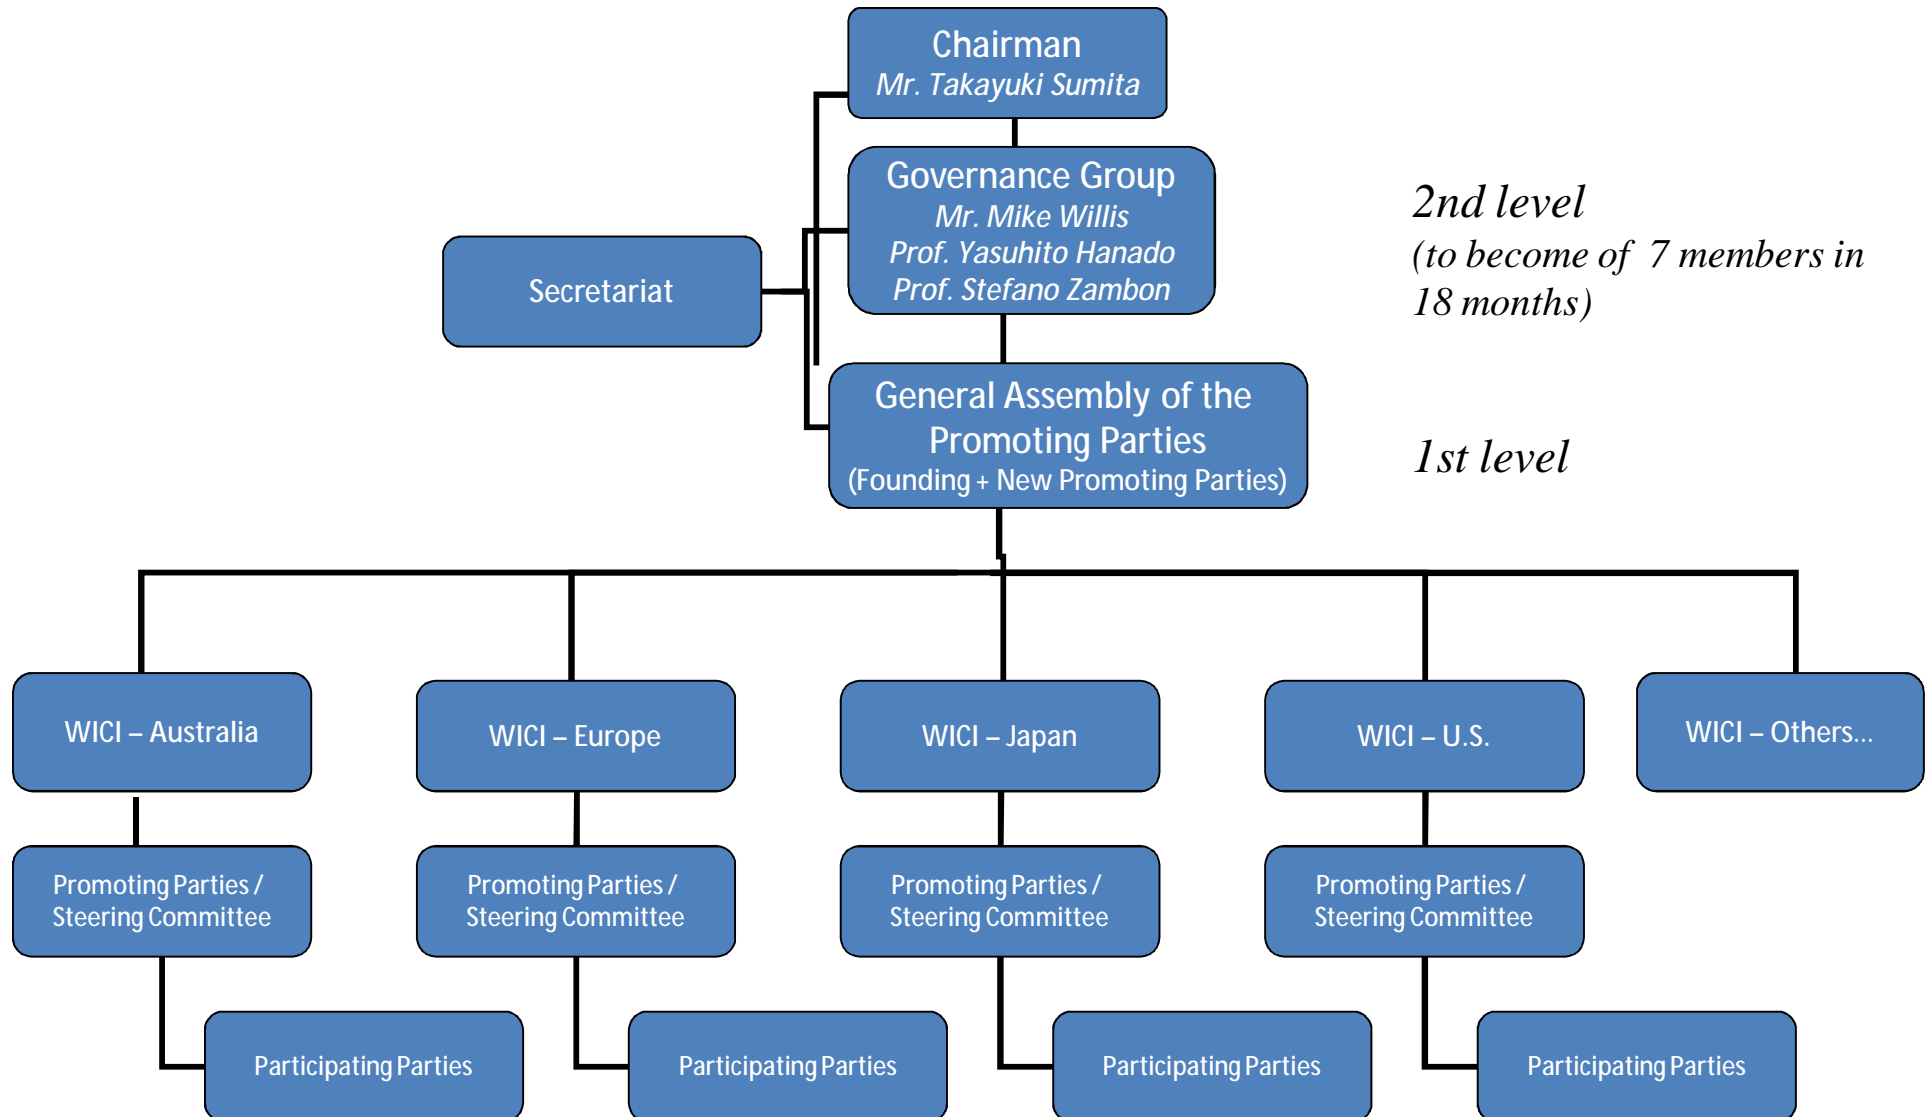 Chairman
Mr. Takayuki Sumita
Governance Group
Mr. Mike Willis
Prof. Yasuhito Hanado
Prof. Stefano Zambon
2nd level
(to become of 7 members in
18 months)
Secretariat
General Assembly of the
Promoting Parties
(Founding + New Promoting Parties)
1st level
WICI – Australia
WICI – Europe
WICI – Japan
WICI – U.S.
WICI – Others...
Promoting Parties /
Steering Committee
Promoting Parties /
Steering Committee
Promoting Parties /
Steering Committee
Promoting Parties /
Steering Committee
Participating Parties
Participating Parties
Participating Parties
Participating Parties